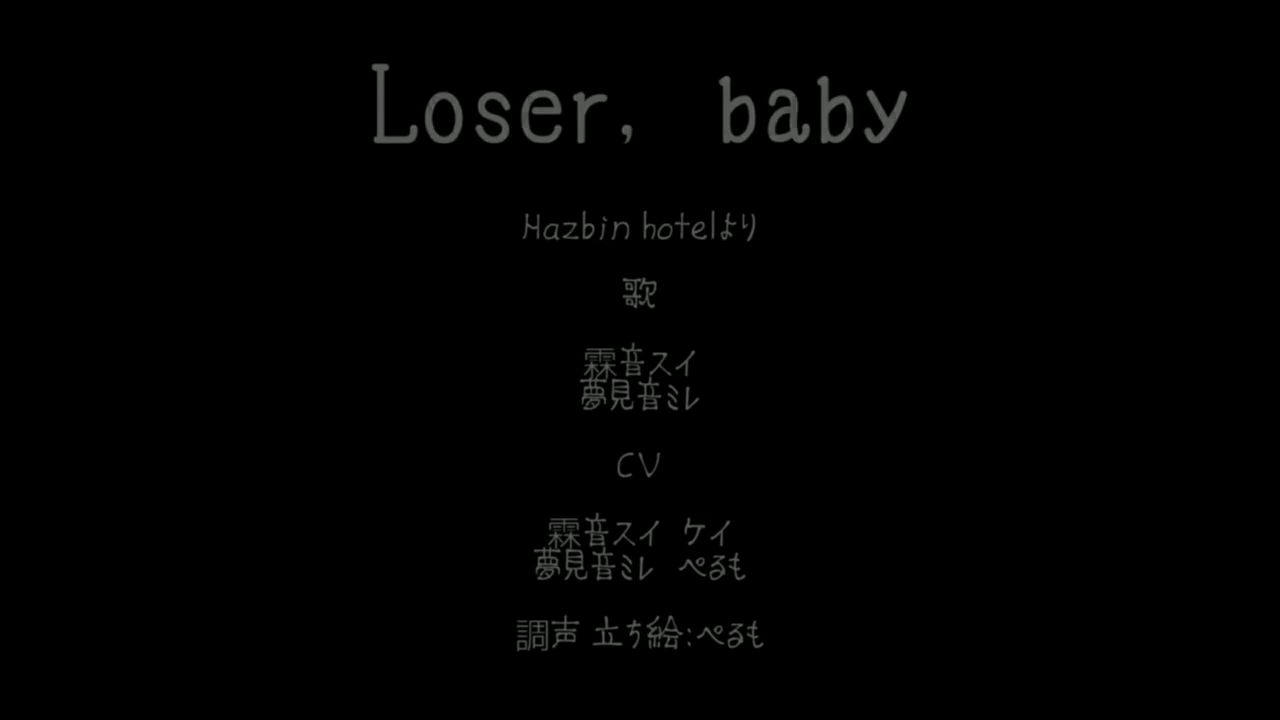 Loser, baby
Hazbin hotelより
歌
霖音スイ
夢見音ミレ
CV
霖音スイ ケイ
夢見音ミレ ぺるも
調声 立ち絵:ぺるも